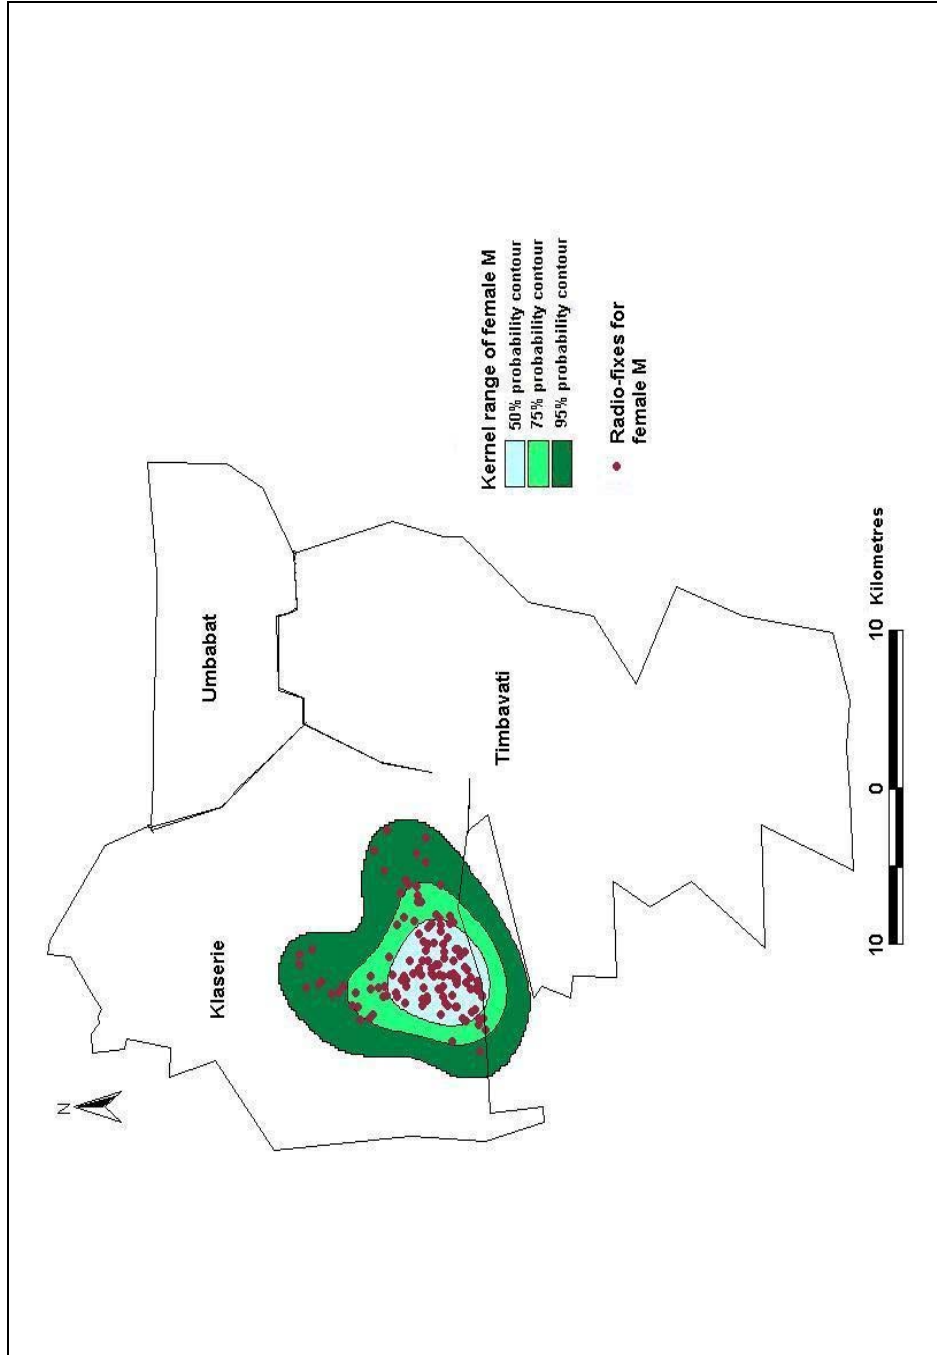 N
Klaserie
Umbabat
Timbavati
Kernel range of female M
50% probability contour
75% probability contour
95% probability contour
Radio-fixes for
female M
10 0 10 Kilometres